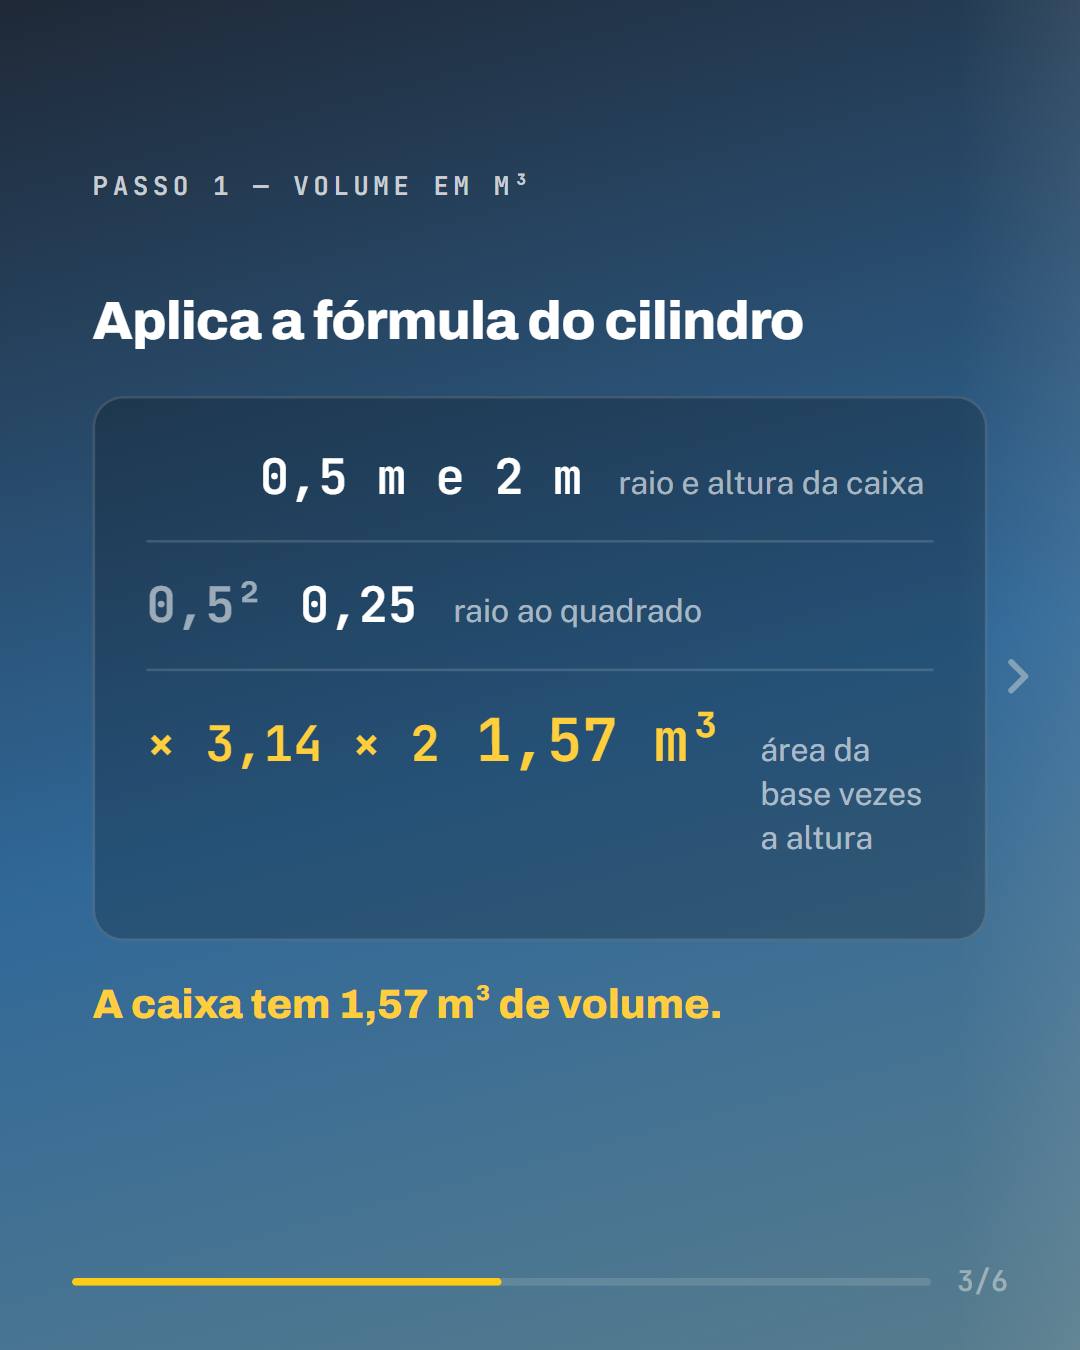 PASSO 1 — VOLUME EM M³
Aplica a fórmula do cilindro
0,5 m e 2 m raio e altura da caixa
0,5² 0,25 raio ao quadrado
× 3,14 × 2 1,57 m³ área da
base vezes
a altura
A caixa tem 1,57 m³ de volume.
3/6